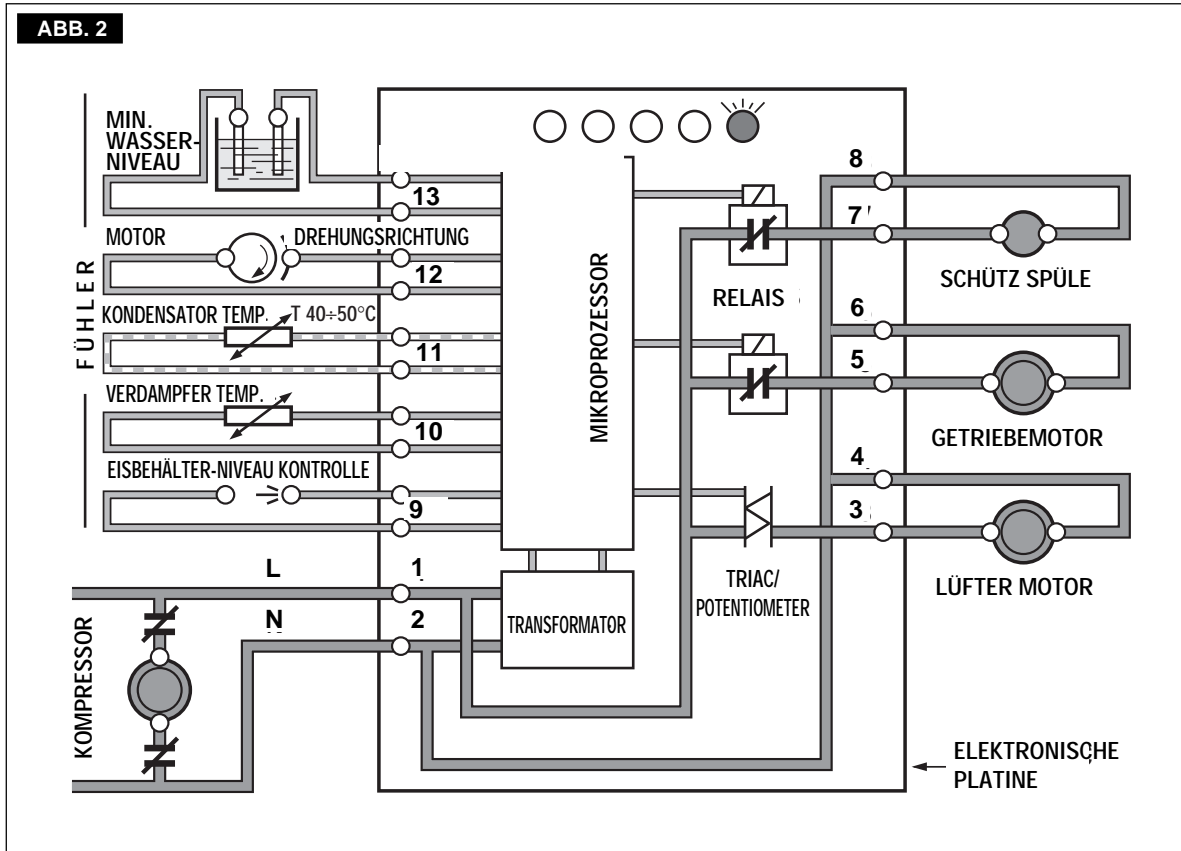 ABB. 2
FÜHLER
MIN.
WASSER-
NIVEAU
13
MOTOR
DREHUNGSRICHTUNG
12
KONDENSATOR TEMP.
T 40÷50°C
11
VERDAMPFER TEMP.
10
EISBEHÄLTER-NIVEAU KONTROLLE
9
L
1
N
2
KOMPRESSOR
MIKROPROZESSOR
TRANSFORMATOR
RELAIS
TRIAC/
POTENTIOMETER
8
7
SCHÜTZ SPÜLE
6
5
GETRIEBEMOTOR
4
3
LÜFTER MOTOR
ELEKTRONISCHE
PLATINE